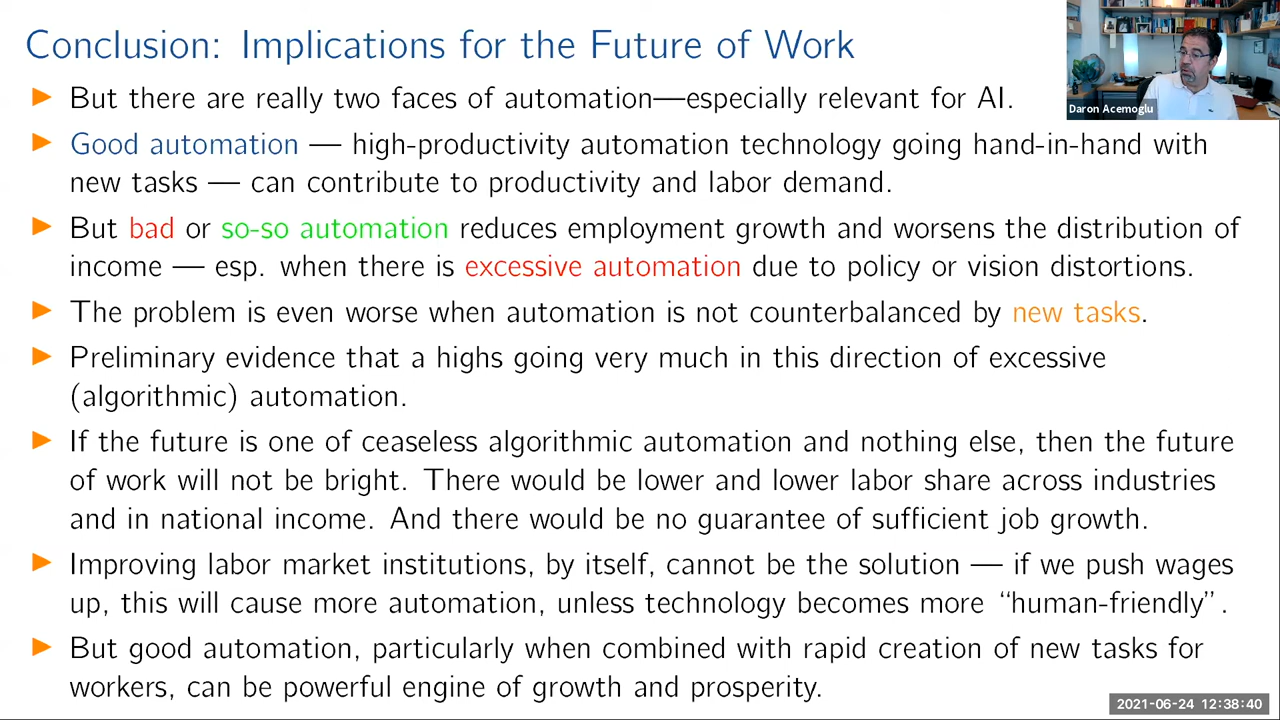 Conclusion: Implications for the Future of Work
Daron Acemoglu
▶ But there are really two faces of automation—especially relevant for AI.
▶ Good automation — high-productivity automation technology going hand-in-hand with
new tasks — can contribute to productivity and labor demand.
▶ But bad or so-so automation reduces employment growth and worsens the distribution of
income — esp. when there is excessive automation due to policy or vision distortions.
▶ The problem is even worse when automation is not counterbalanced by new tasks.
▶ Preliminary evidence that a highs going very much in this direction of excessive
(algorithmic) automation.
▶ If the future is one of ceaseless algorithmic automation and nothing else, then the future
of work will not be bright. There would be lower and lower labor share across industries
and in national income. And there would be no guarantee of sufficient job growth.
▶ Improving labor market institutions, by itself, cannot be the solution — if we push wages
up, this will cause more automation, unless technology becomes more “human-friendly”.
▶ But good automation, particularly when combined with rapid creation of new tasks for
workers, can be powerful engine of growth and prosperity.
2021-06-24 12:38:40